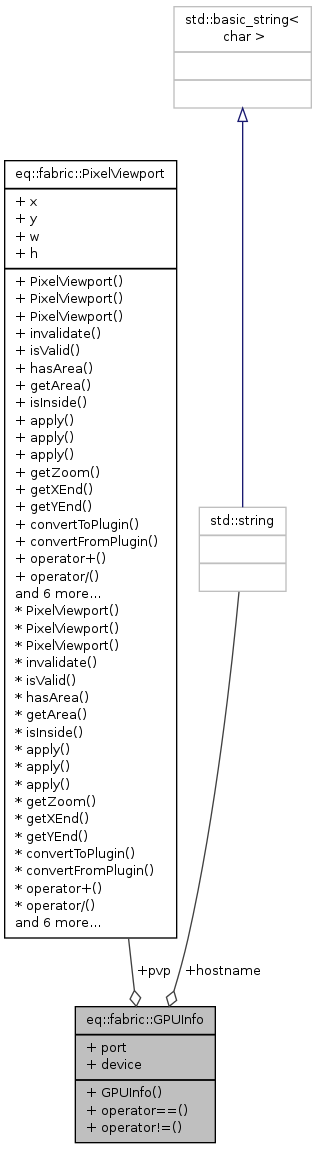 std::basic_string<
char >
eq::fabric::PixelViewport
+ x
+ y
+ w
+ h
+ PixelViewport()
+ PixelViewport()
+ PixelViewport()
+ invalidate()
+ isValid()
+ hasArea()
+ getArea()
+ isInside()
+ apply()
+ apply()
+ apply()
+ getZoom()
+ getXEnd()
+ getYEnd()
+ convertToPlugin()
+ convertFromPlugin()
+ operator+()
+ operator/()
and 6 more...
* PixelViewport()
* PixelViewport()
* PixelViewport()
* invalidate()
* isValid()
* hasArea()
* getArea()
* isInside()
* apply()
* apply()
* apply()
* getZoom()
* getXEnd()
* getYEnd()
* convertToPlugin()
* convertFromPlugin()
* operator+()
* operator/()
and 6 more...
std::string
+pvp
+hostname
eq::fabric::GPUInfo
+ port
+ device
+ GPUInfo()
+ operator==()
+ operator!=()